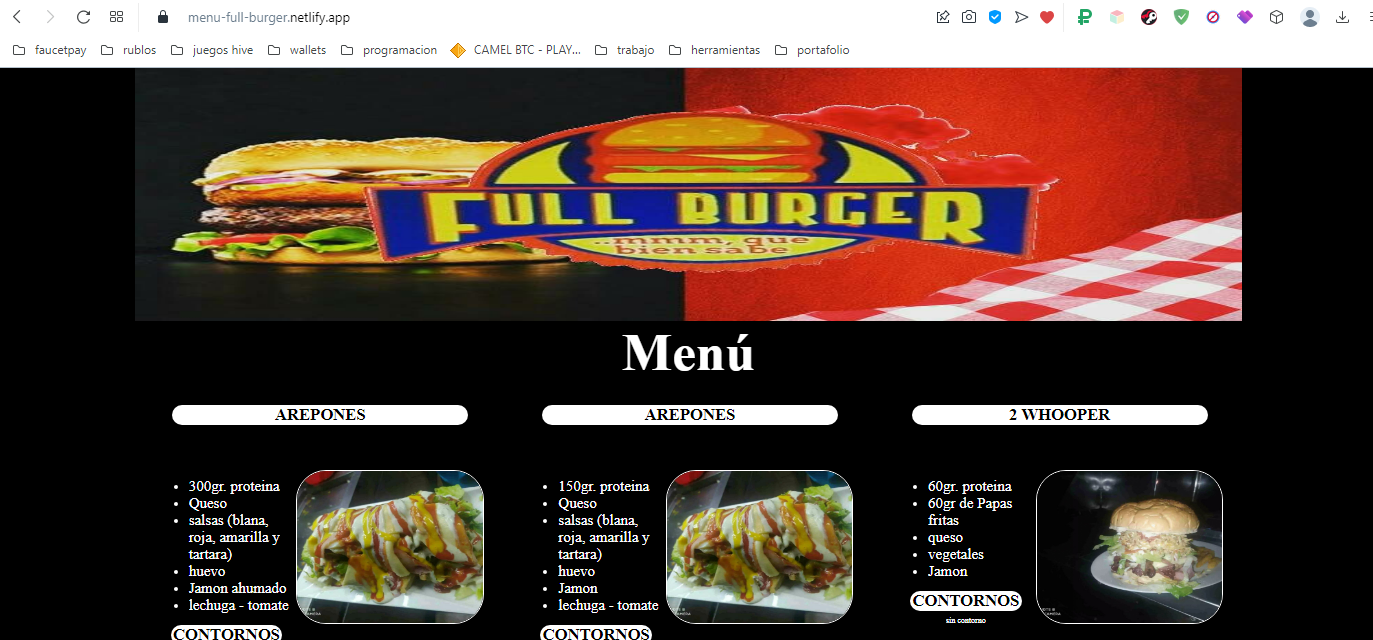 menu-full-burger.netlify.app
faucetpay
rublos
juegos hive
wallets
programacion
CAMEL BTC - PLAY...
trabajo
herramientas
portafolio
FULL BURGER
..mmm, que
bien sabe
Menú
AREPONES
300gr. proteina
Queso
salsas (blana,
roja, amarilla y
tartara)
huevo
Jamon ahumado
lechuga - tomate
CONTORNOS
AREPONES
150gr. proteina
Queso
salsas (blana,
roja, amarilla y
tartara)
huevo
Jamon
lechuga - tomate
CONTORNOS
2 WHOOPER
60gr. proteina
60gr de Papas
fritas
queso
vegetales
Jamon
CONTORNOS
sin contorno